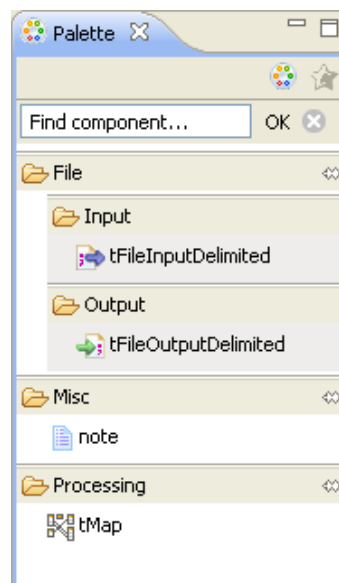 Palette
Find component... OK
File
Input
tFileInputDelimited
Output
tFileOutputDelimited
Misc
note
Processing
tMap